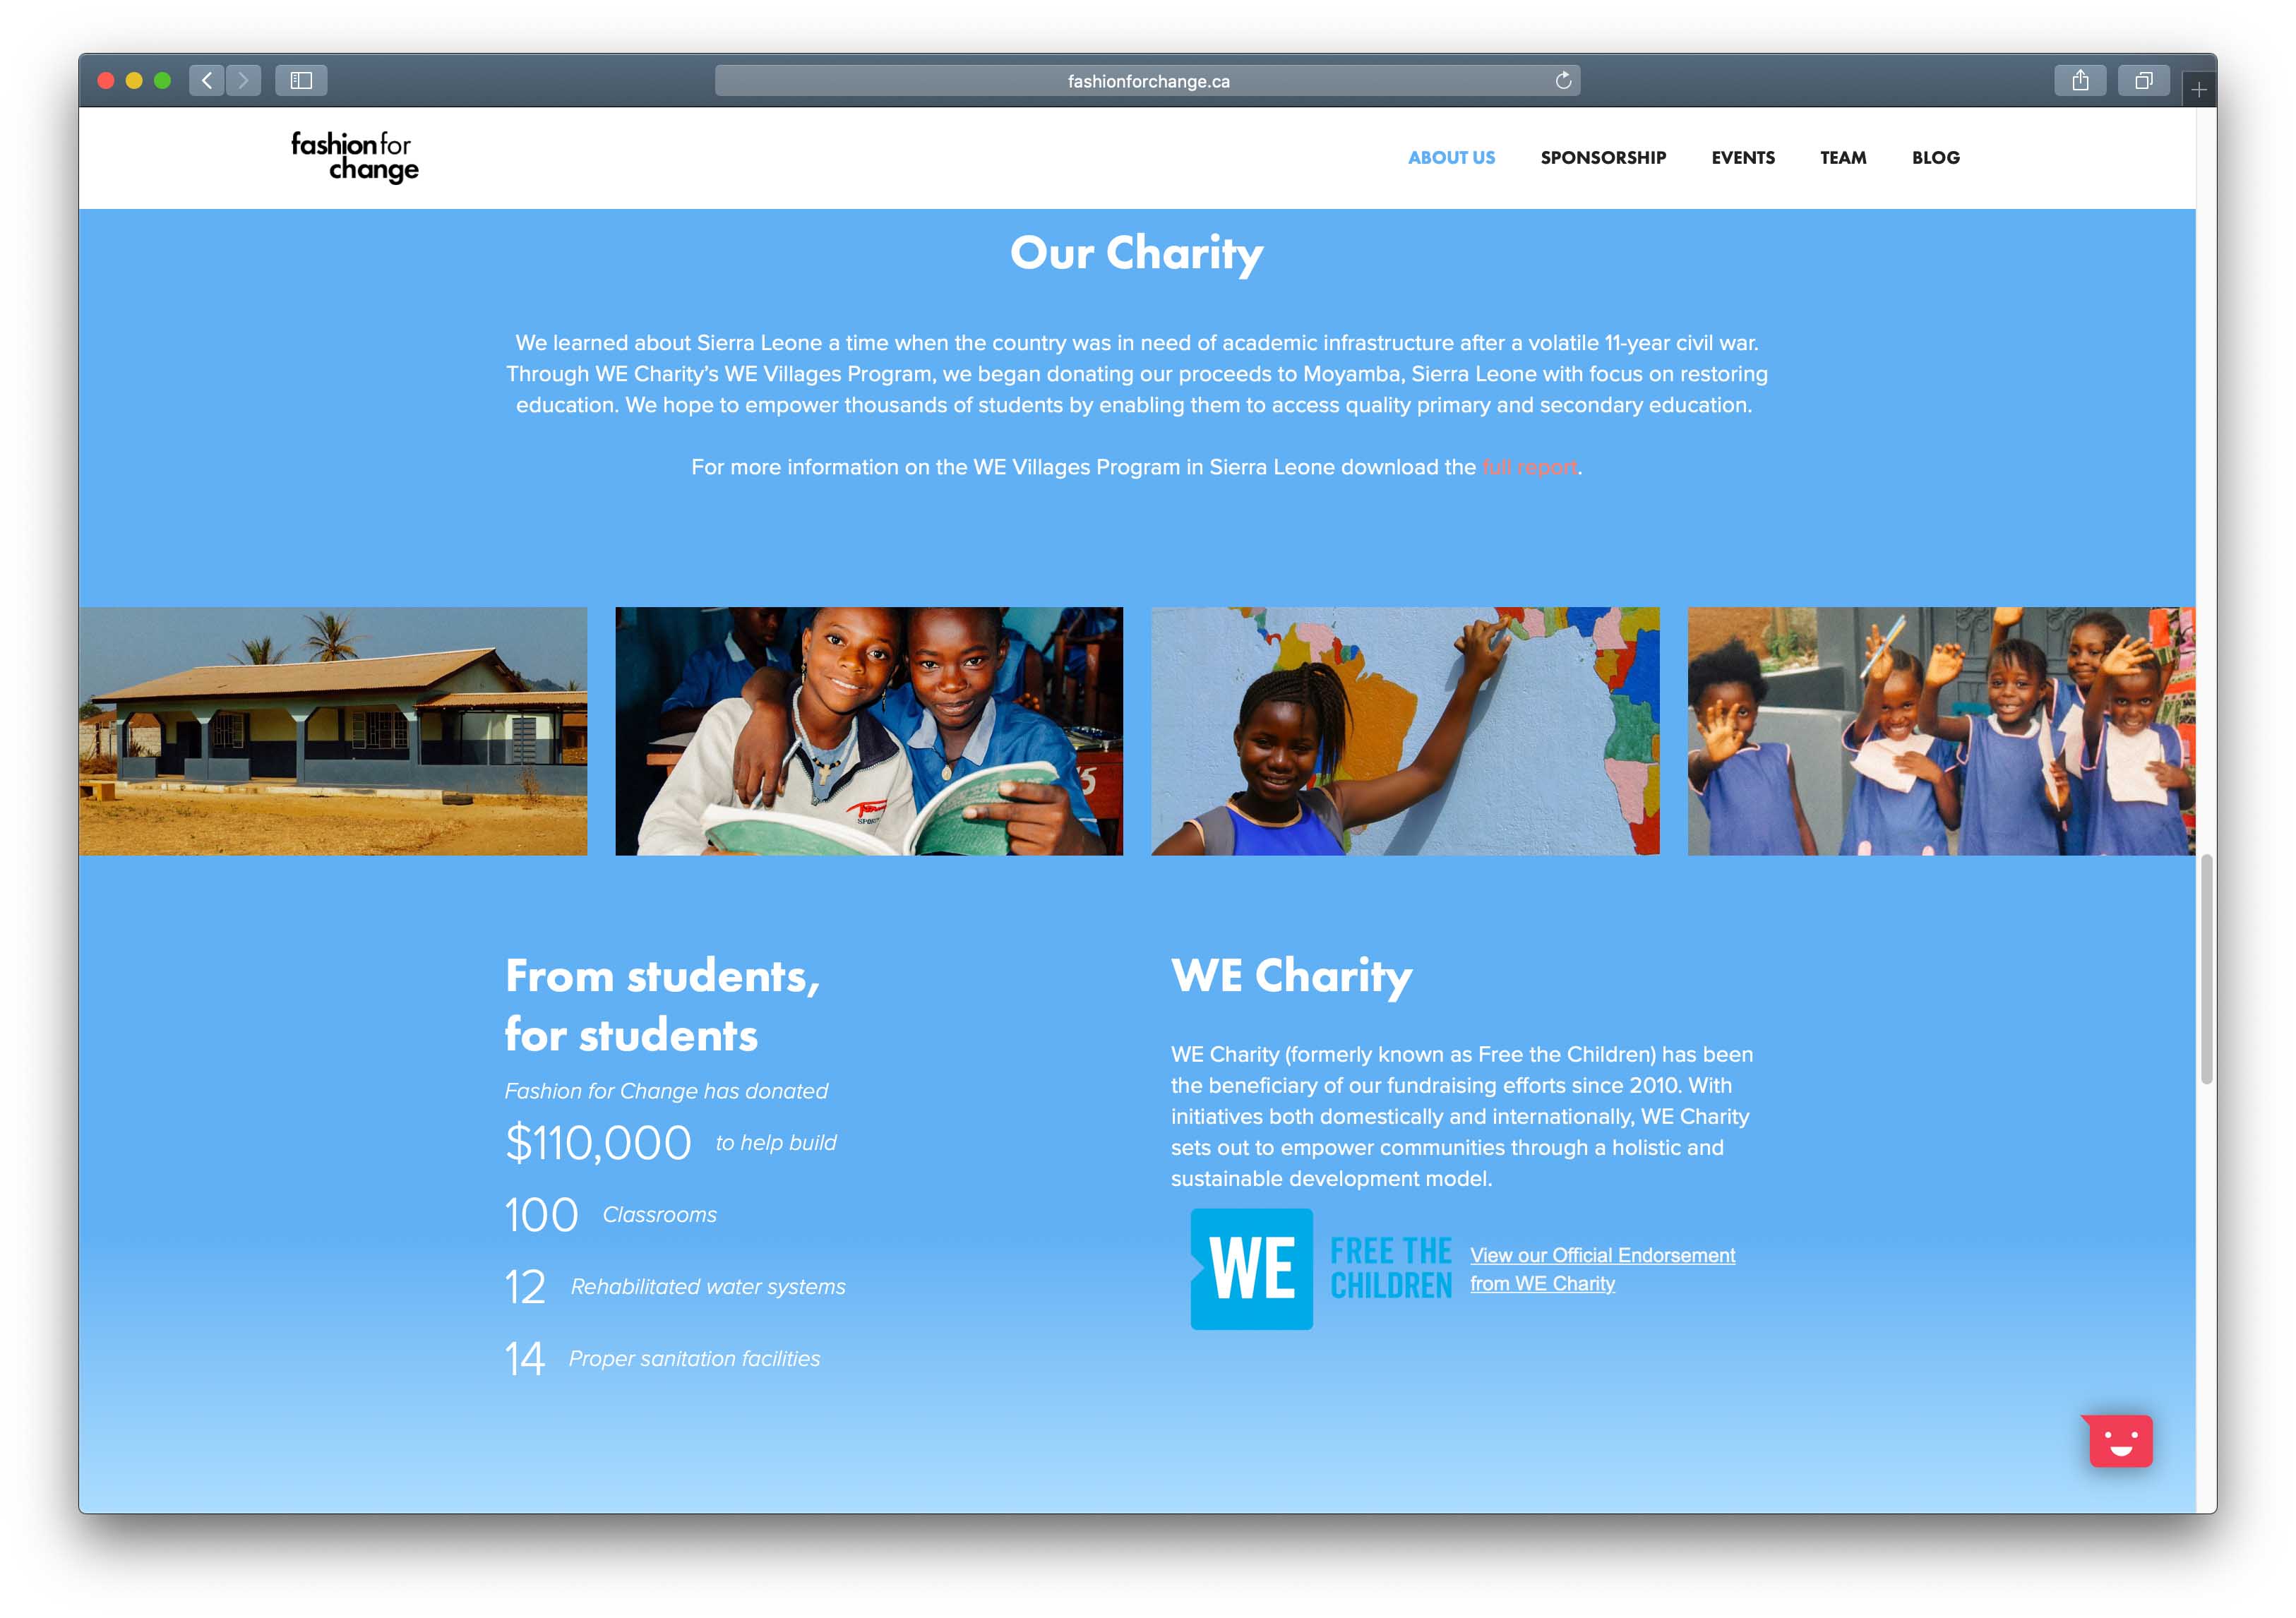 fashionforchange.ca
fashion for
change
ABOUT US SPONSORSHIP EVENTS TEAM BLOG
Our Charity
We learned about Sierra Leone a time when the country was in need of academic infrastructure after a volatile 11-year civil war.
Through WE Charity’s WE Villages Program, we began donating our proceeds to Moyamba, Sierra Leone with focus on restoring
education. We hope to empower thousands of students by enabling them to access quality primary and secondary education.
For more information on the WE Villages Program in Sierra Leone download the full report.
SPORT
5
From students,
for students
Fashion for Change has donated
$110,000 to help build
100 Classrooms
12 Rehabilitated water systems
14 Proper sanitation facilities
WE Charity
WE Charity (formerly known as Free the Children) has been
the beneficiary of our fundraising efforts since 2010. With
initiatives both domestically and internationally, WE Charity
sets out to empower communities through a holistic and
sustainable development model.
WE
FREE THE
CHILDREN
View our Official Endorsement
from WE Charity